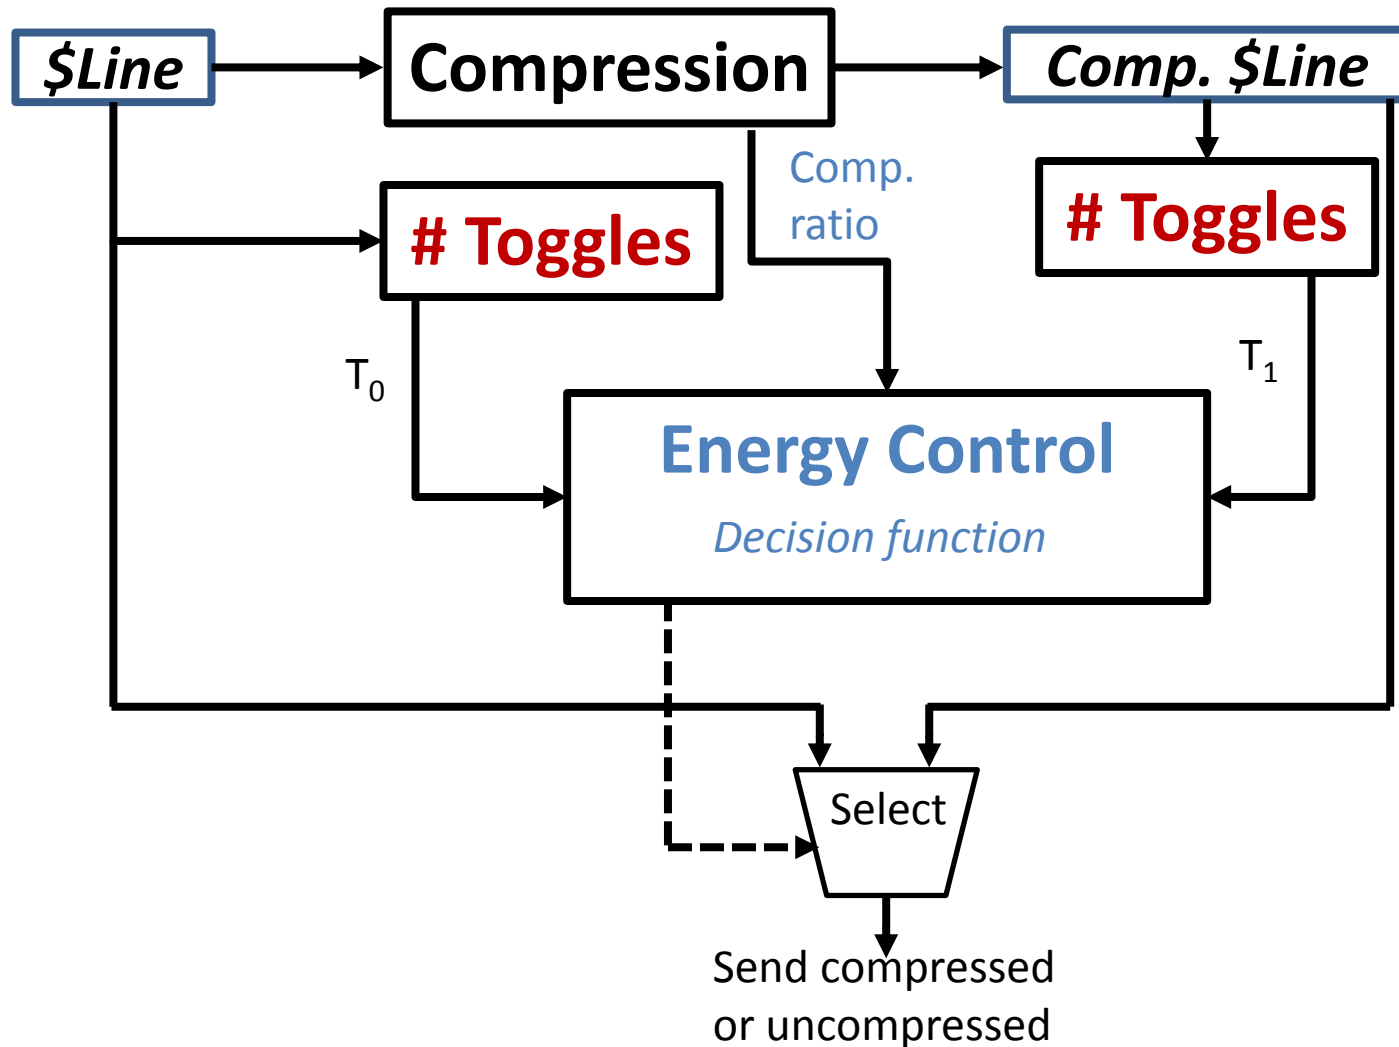 $Line
Compression
Comp. $Line
Comp.
ratio
# Toggles
# Toggles
T₀
T₁
Energy Control
Decision function
Select
Send compressed
or uncompressed